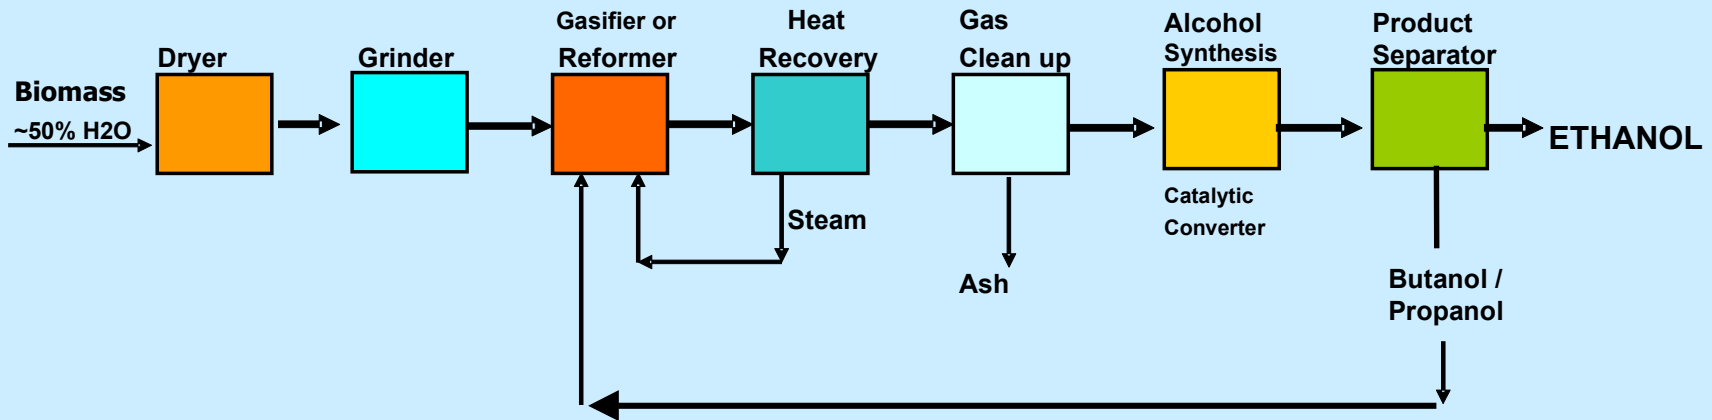 Biomass
~50% H2O
Dryer
Grinder
Gasifier or
Reformer
Heat
Recovery
Steam
Gas
Clean up
Ash
Alcohol
Synthesis
Catalytic
Converter
Product
Separator
ETHANOL
Butanol /
Propanol